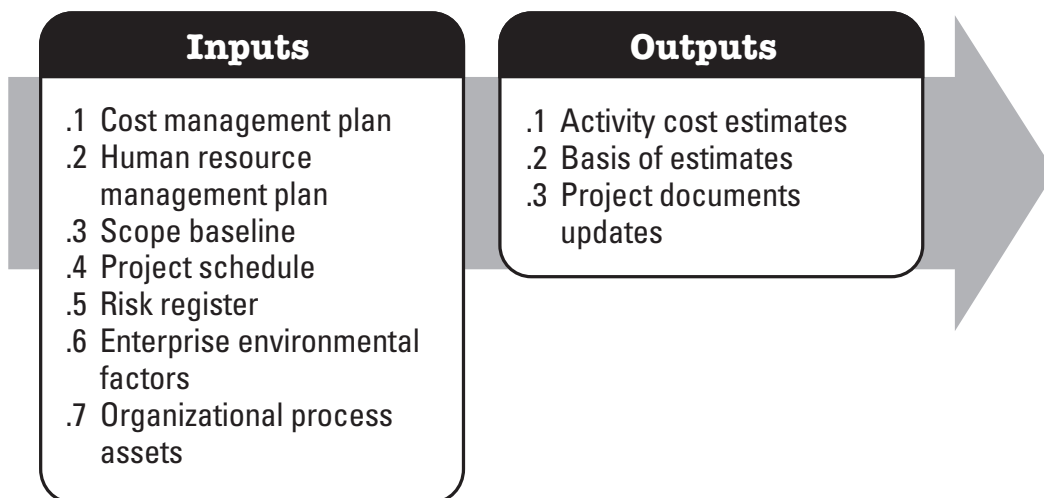 Inputs
.1 Cost management plan
.2 Human resource
management plan
.3 Scope baseline
.4 Project schedule
.5 Risk register
.6 Enterprise environmental
factors
.7 Organizational process
assets
Outputs
.1 Activity cost estimates
.2 Basis of estimates
.3 Project documents
updates